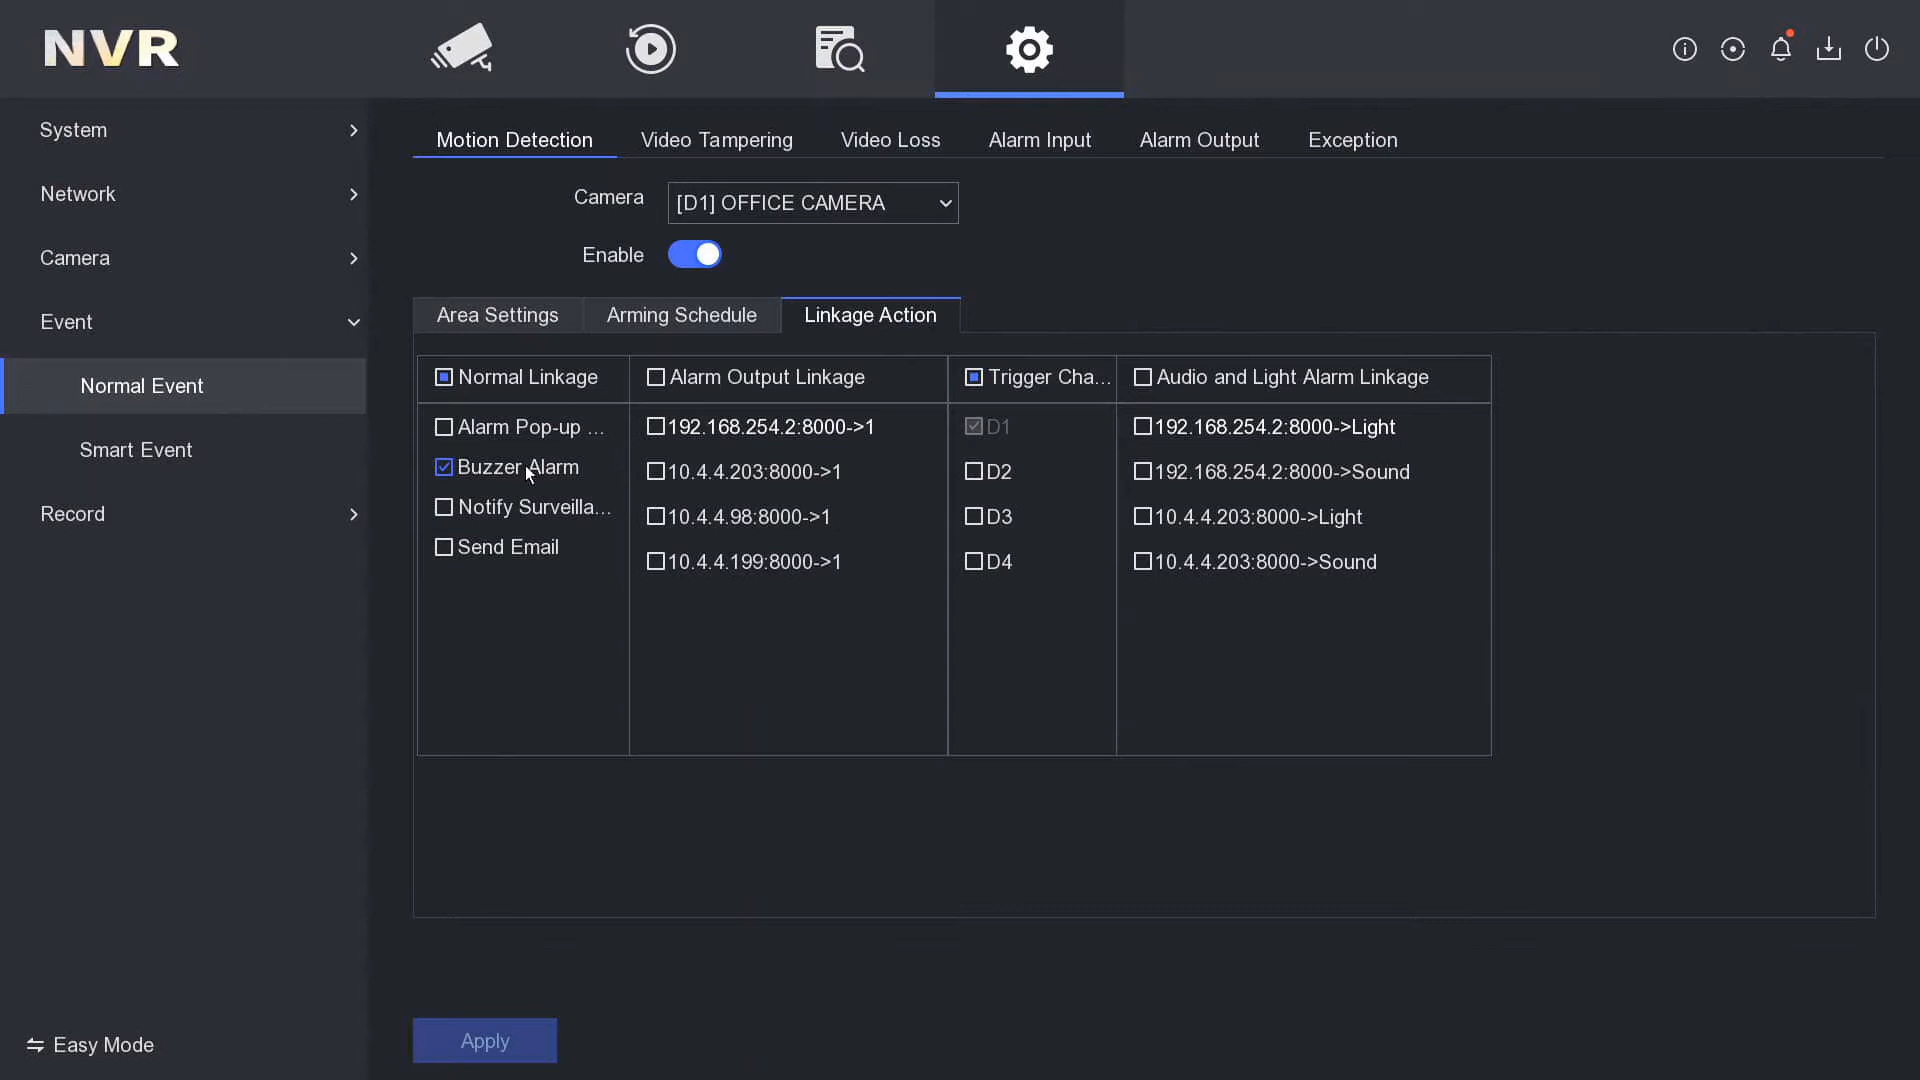 NVR
System
Network
Camera
Event
Normal Event
Smart Event
Record
Easy Mode
Motion Detection
Video Tampering
Video Loss
Alarm Input
Alarm Output
Exception
Camera
[D1] OFFICE CAMERA
Enable
Area Settings
Arming Schedule
Linkage Action
Normal Linkage
Alarm Output Linkage
Trigger Cha...
Audio and Light Alarm Linkage
Alarm Pop-up ...
192.168.254.2:8000->1
D1
192.168.254.2:8000->Light
Buzzer Alarm
10.4.4.203:8000->1
D2
192.168.254.2:8000->Sound
Notify Surveilla...
10.4.4.98:8000->1
D3
10.4.4.203:8000->Light
Send Email
10.4.4.199:8000->1
D4
10.4.4.203:8000->Sound
Apply